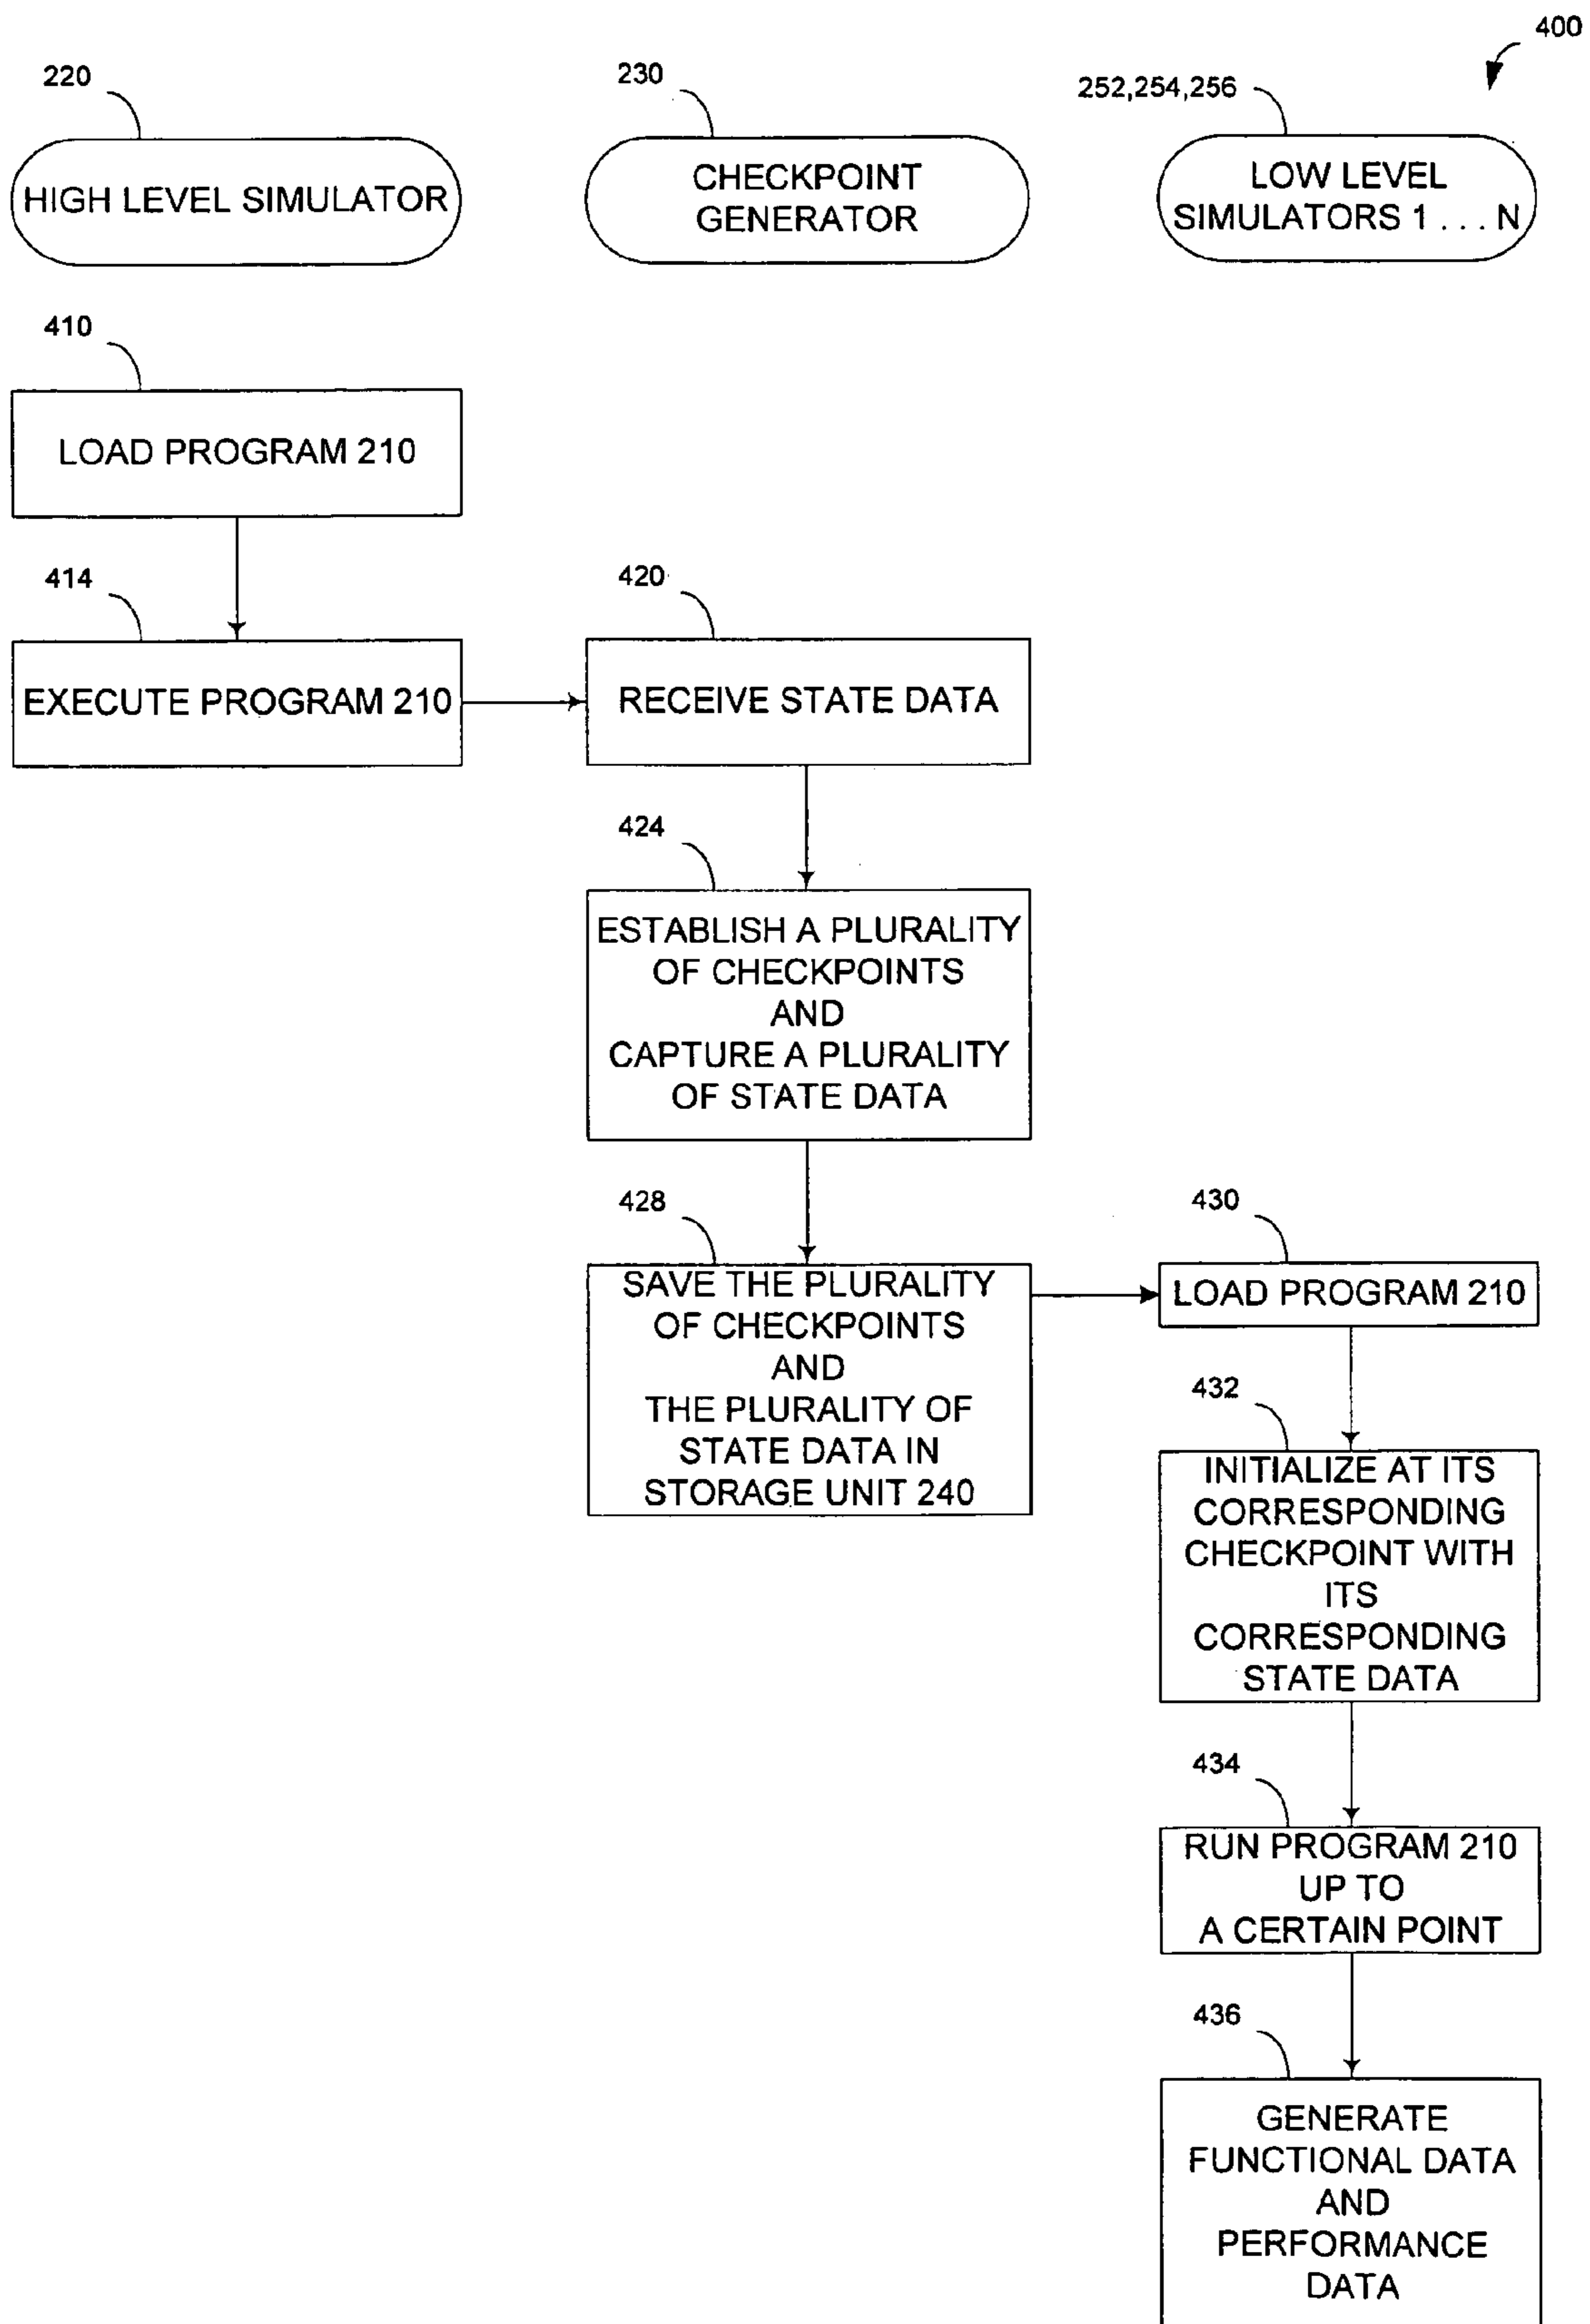 400
220
HIGH LEVEL SIMULATOR
230
CHECKPOINT
GENERATOR
252,254,256
LOW LEVEL
SIMULATORS 1 . . . N
410
LOAD PROGRAM 210
414
EXECUTE PROGRAM 210
420
RECEIVE STATE DATA
424
ESTABLISH A PLURALITY
OF CHECKPOINTS
AND
CAPTURE A PLURALITY
OF STATE DATA
428
SAVE THE PLURALITY
OF CHECKPOINTS
AND
THE PLURALITY OF
STATE DATA IN
STORAGE UNIT 240
430
LOAD PROGRAM 210
432
INITIALIZE AT ITS
CORRESPONDING
CHECKPOINT WITH
ITS
CORRESPONDING
STATE DATA
434
RUN PROGRAM 210
UP TO
A CERTAIN POINT
436
GENERATE
FUNCTIONAL DATA
AND
PERFORMANCE
DATA